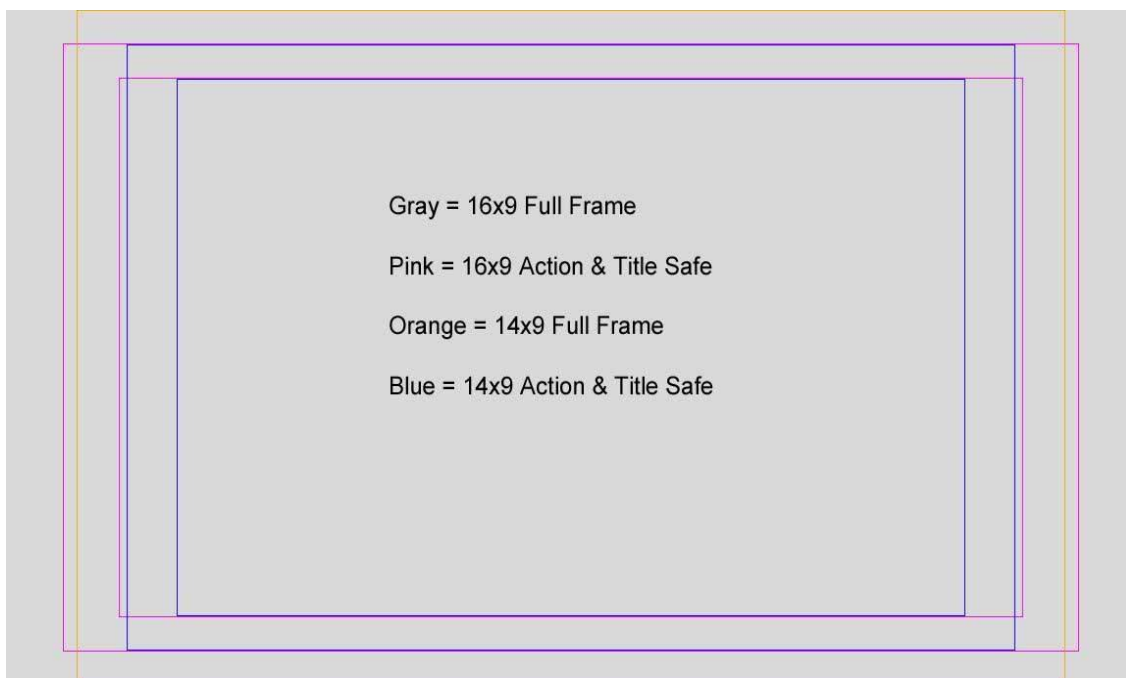 Gray = 16x9 Full Frame
Pink = 16x9 Action & Title Safe
Orange = 14x9 Full Frame
Blue = 14x9 Action & Title Safe